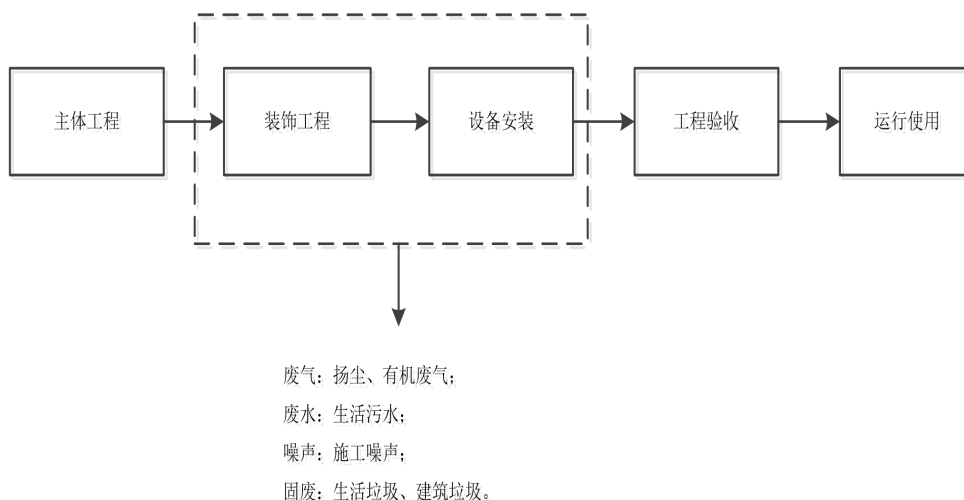 主体工程
装饰工程
设备安装
工程验收
运行使用
废气：扬尘、有机废气；
废水：生活污水；
噪声：施工噪声；
固废：生活垃圾、建筑垃圾。